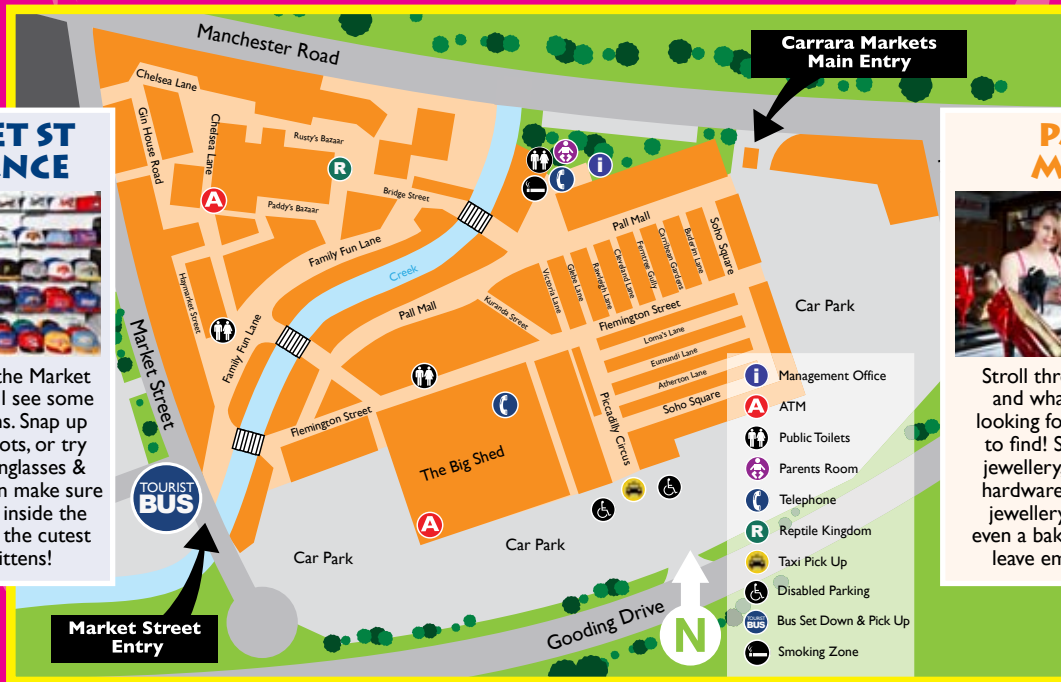 Manchester Road
Carrara Markets
Main Entry
Chelsea Lane
Gin House Road
Chelsea Lane
Rusty's Bazaar
R
A
Paddy's Bazaar
Bridge Street
i
Family Fun Lane
Creek
Pall Mall
Soho Square
Buderim Lane
Carribean Gardens
Ferntree Gully
Cleveland Lane
Rawleigh Lane
Glebe Lane
Victoria Lane
Haymarket Street
Pall Mall
Kuranda Street
Flemington Street
Car Park
Family Fun Lane
Market Street
Loma's Lane
Eumundi Lane
Atherton Lane
Soho Square
Piccadilly Circus
Flemington Street
The Big Shed
A
TOURIST
BUS
Car Park
Car Park
Gooding Drive
N
Market Street
Entry
i Management Office
A ATM
Public Toilets
Parents Room
Telephone
R Reptile Kingdom
Taxi Pick Up
Disabled Parking
TOURIST
BUS Bus Set Down & Pick Up
Smoking Zone
ET ST
NCE
the Market
l see some
ns. Snap up
ots, or try
nglasses &
n make sure
inside the
the cutest
ittens!
PA
M
Stroll thr
and wha
looking fo
to find! S
jewellery
hardware
jewellery
even a bak
leave em